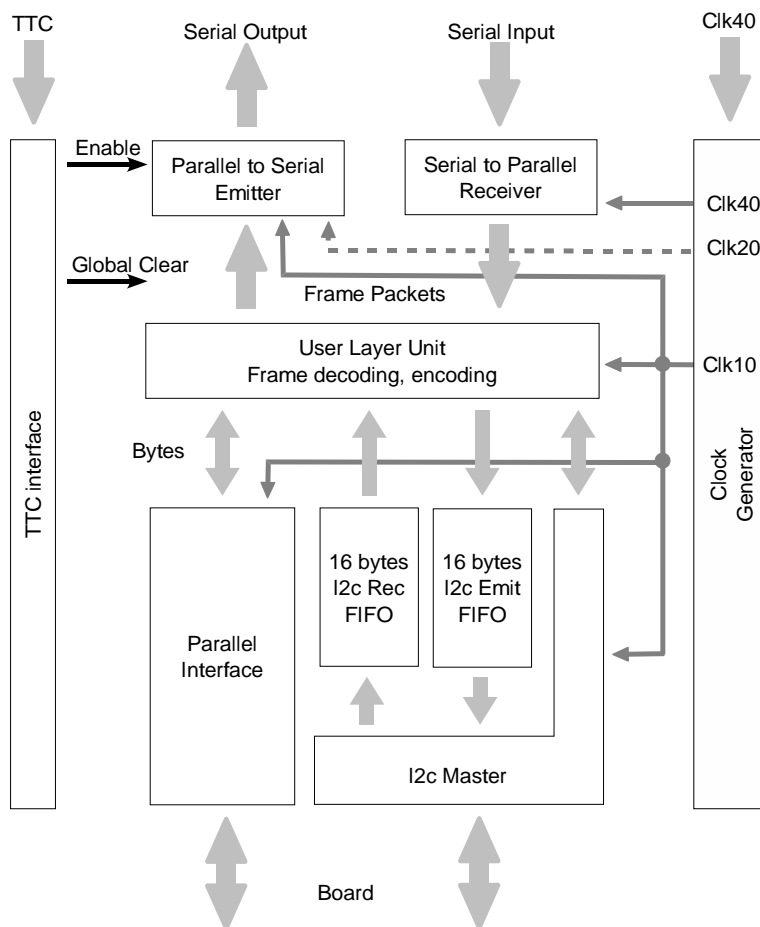 TTC
Serial Output
Serial Input
Clk40
Enable
Parallel to Serial
Emitter
Serial to Parallel
Receiver
Clk40
Clk20
Global Clear
Frame Packets
User Layer Unit
Frame decoding, encoding
Clk10
Bytes
TTC interface
Clock
Generator
16 bytes
I2c Rec
FIFO
16 bytes
I2c Emit
FIFO
Parallel
Interface
I2c Master
Board